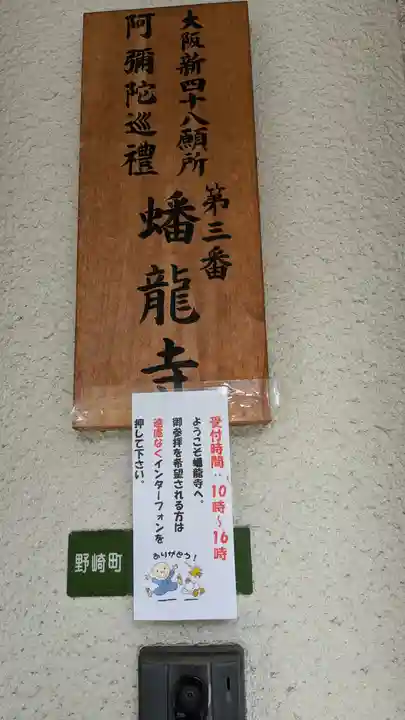 大阪新四十八願所
阿彌陀巡禮
第三番
蟠龍寺
受付時間：10時～16時
ようこそ蟠龍寺へ。
御参拝を希望される方は
遠慮なくインターフォンを
押して下さい。
ありがとう！
野崎町